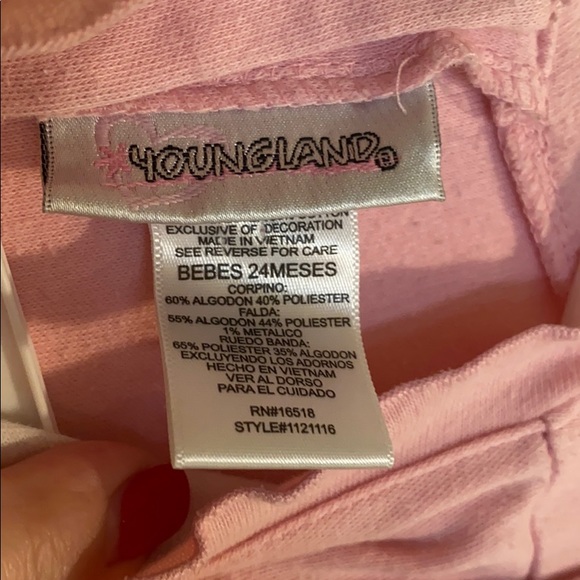 YOUNGLAND®
COTTON
EXCLUSIVE OF DECORATION
MADE IN VIETNAM
SEE REVERSE FOR CARE
BEBES 24MESES
CORPINO:
60% ALGODON 40% POLIESTER
FALDA:
55% ALGODON 44% POLIESTER
1% METALICO
RUEDO BANDA:
65% POLIESTER 35% ALGODON
EXCLUYENDO LOS ADORNOS
HECHO EN VIETNAM
VER AL DORSO
PARA EL CUIDADO
RN#16518
STYLE#1121116